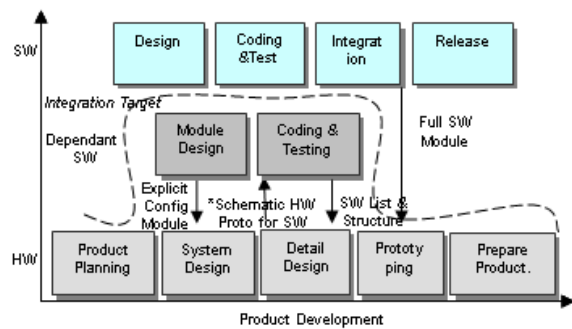 SW
Design
Coding
&Test
Integrat
ion
Release
Integration Target
Dependant
SW
Module
Design
Coding &
Testing
Full SW
Module
Explicit
Config
Module
*Schematic HW
Proto for SW
SW List &
Structure
HW
Product
Planning
System
Design
Detail
Design
Prototy
ping
Prepare
Product.
Product Development